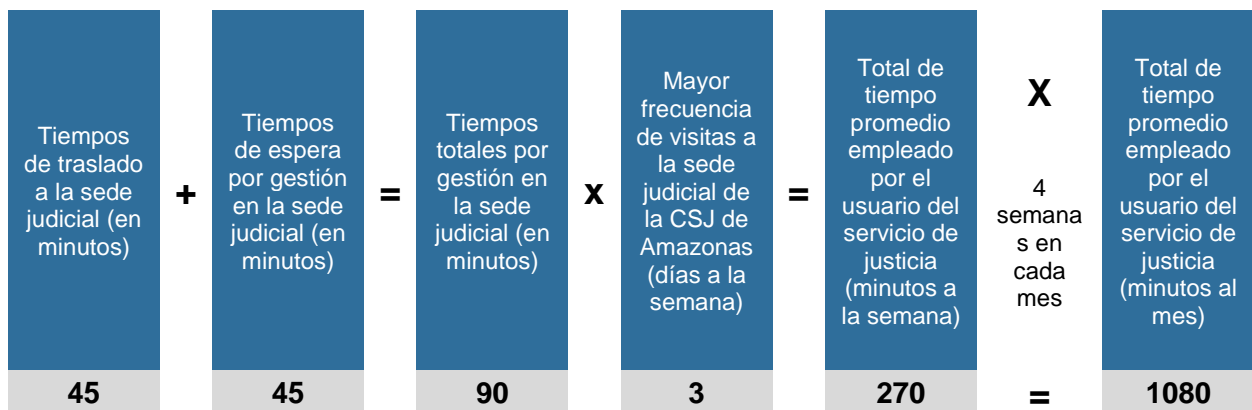 Tiempos
de traslado
a la sede
judicial (en
minutos)
+
Tiempos
de espera
por gestión
en la sede
judicial (en
minutos)
=
Tiempos
totales por
gestión en
la sede
judicial (en
minutos)
x
Mayor
frecuencia
de visitas a
la sede
judicial de
la CSJ de
Amazonas
(días a la
semana)
=
Total de
tiempo
promedio
empleado
por el
usuario del
servicio de
justicia
(minutos a
la semana)
X
4
semana
s en
cada
mes
Total de
tiempo
promedio
empleado
por el
usuario del
servicio de
justicia
(minutos al
mes)
45
45
90
3
270
=
1080